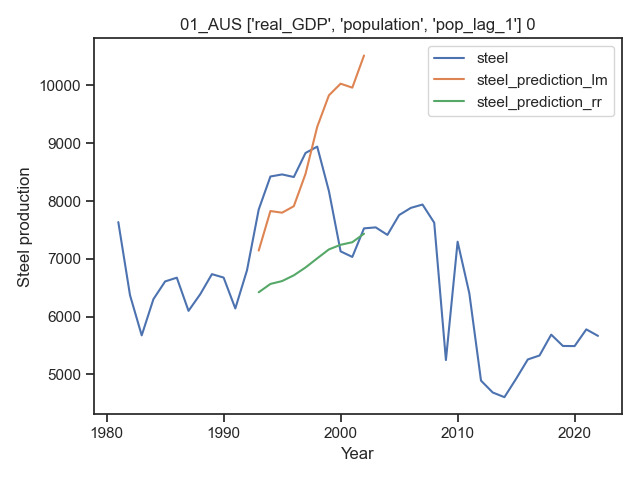 01_AUS ['real_GDP', 'population', 'pop_lag_1'] 0
steel
steel_prediction_lm
steel_prediction_rr
Steel production
10000
9000
8000
7000
6000
5000
1980
1990
2000
2010
2020
Year